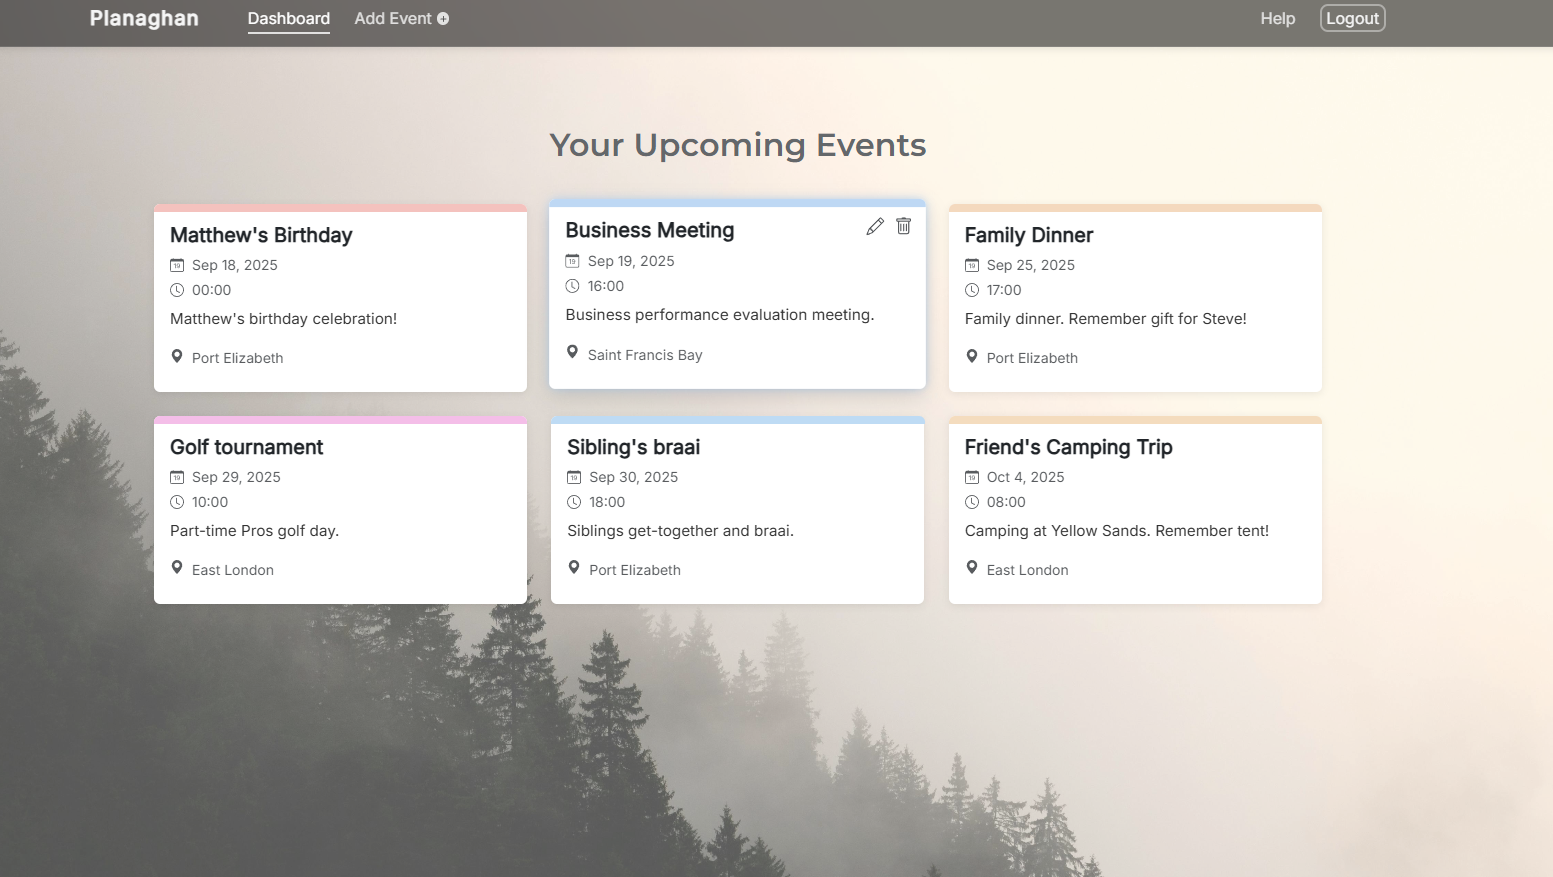 Planaghan
Dashboard
Add Event
Help
Logout
Your Upcoming Events
Matthew's Birthday
Sep 18, 2025
00:00
Matthew's birthday celebration!
Port Elizabeth
Business Meeting
Sep 19, 2025
16:00
Business performance evaluation meeting.
Saint Francis Bay
Family Dinner
Sep 25, 2025
17:00
Family dinner. Remember gift for Steve!
Port Elizabeth
Golf tournament
Sep 29, 2025
10:00
Part-time Pros golf day.
East London
Sibling's braai
Sep 30, 2025
18:00
Siblings get-together and braai.
Port Elizabeth
Friend's Camping Trip
Oct 4, 2025
08:00
Camping at Yellow Sands. Remember tent!
East London